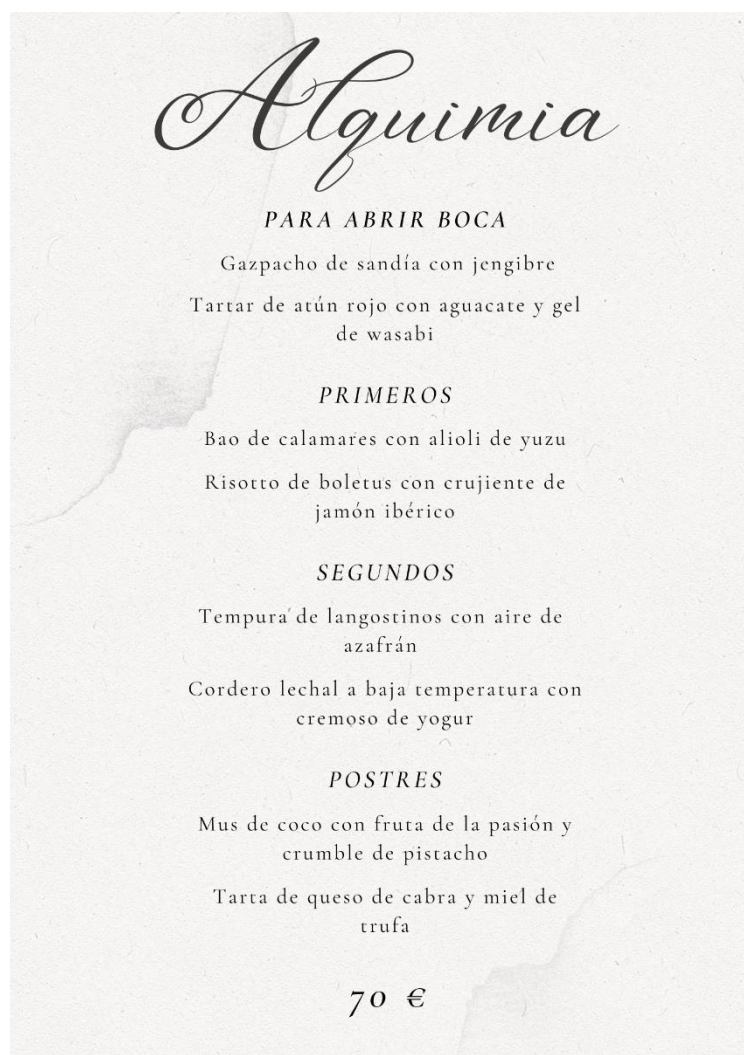 Alquimia
PARA ABRIR BOCA
Gazpacho de sandía con jengibre
Tartar de atún rojo con aguacate y gel
de wasabi
PRIMEROS
Bao de calamares con alioli de yuzu
Risotto de boletus con crujiente de
jamón ibérico
SEGUNDOS
Tempura de langostinos con aire de
azafrán
Cordero lechal a baja temperatura con
cremoso de yogur
POSTRES
Mus de coco con fruta de la pasión y
crumble de pistacho
Tarta de queso de cabra y miel de
trufa
70 €